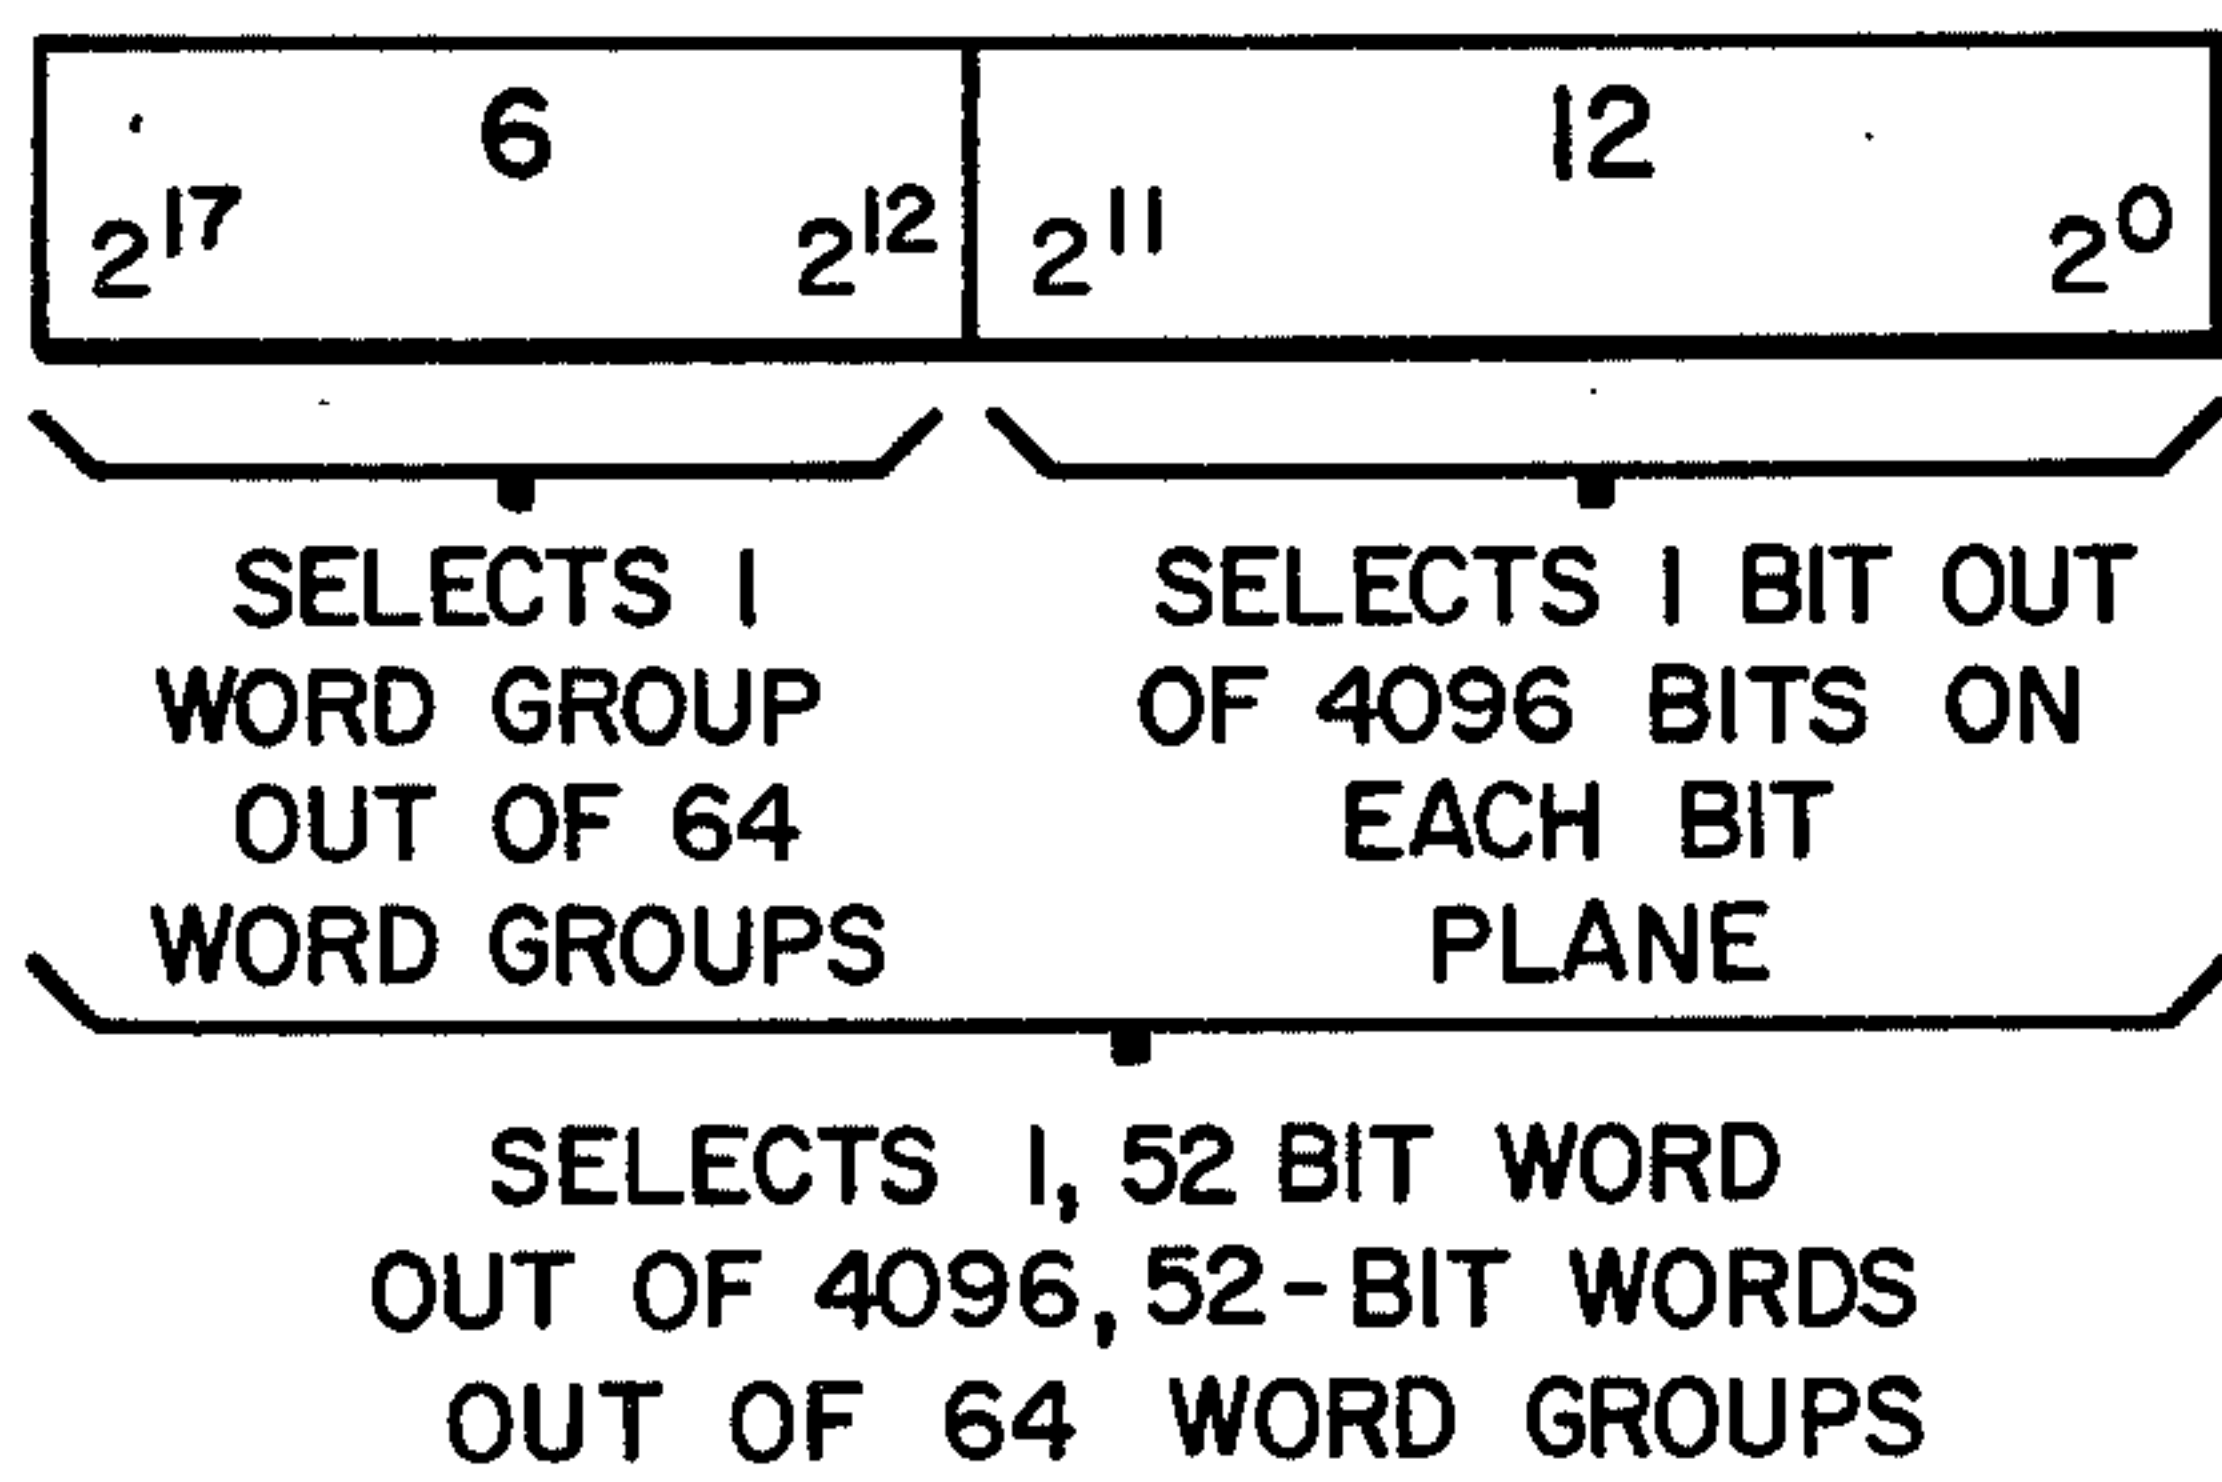 6 12
2^17 2^12 2^11 2^0
SELECTS 1
WORD GROUP
OUT OF 64
WORD GROUPS
SELECTS 1 BIT OUT
OF 4096 BITS ON
EACH BIT
PLANE
SELECTS 1, 52 BIT WORD
OUT OF 4096, 52-BIT WORDS
OUT OF 64 WORD GROUPS